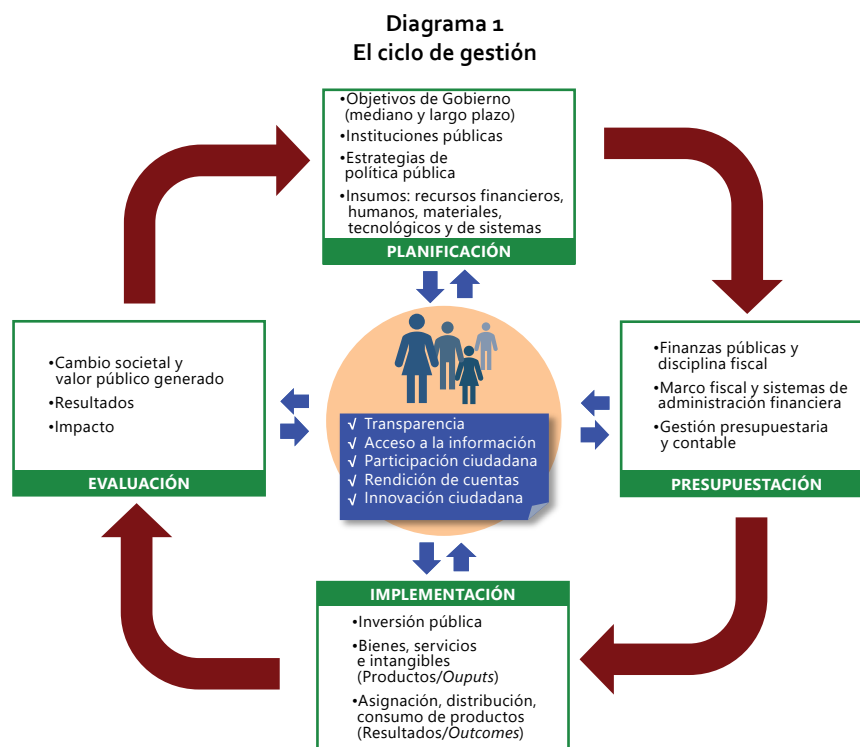 Diagrama 1
El ciclo de gestión
•Objetivos de Gobierno
(mediano y largo plazo)
•Instituciones públicas
•Estrategias de
política pública
•Insumos: recursos financieros,
humanos, materiales,
tecnológicos y de sistemas
PLANIFICACIÓN
•Cambio societal y
valor público generado
•Resultados
•Impacto
EVALUACIÓN
√ Transparencia
√ Acceso a la información
√ Participación ciudadana
√ Rendición de cuentas
√ Innovación ciudadana
•Finanzas públicas y
disciplina fiscal
•Marco fiscal y sistemas de
administración financiera
•Gestión presupuestaria
y contable
PRESUPUESTACIÓN
IMPLEMENTACIÓN
•Inversión pública
•Bienes, servicios
e intangibles
(Productos/Ouputs)
•Asignación, distribución,
consumo de productos
(Resultados/Outcomes)